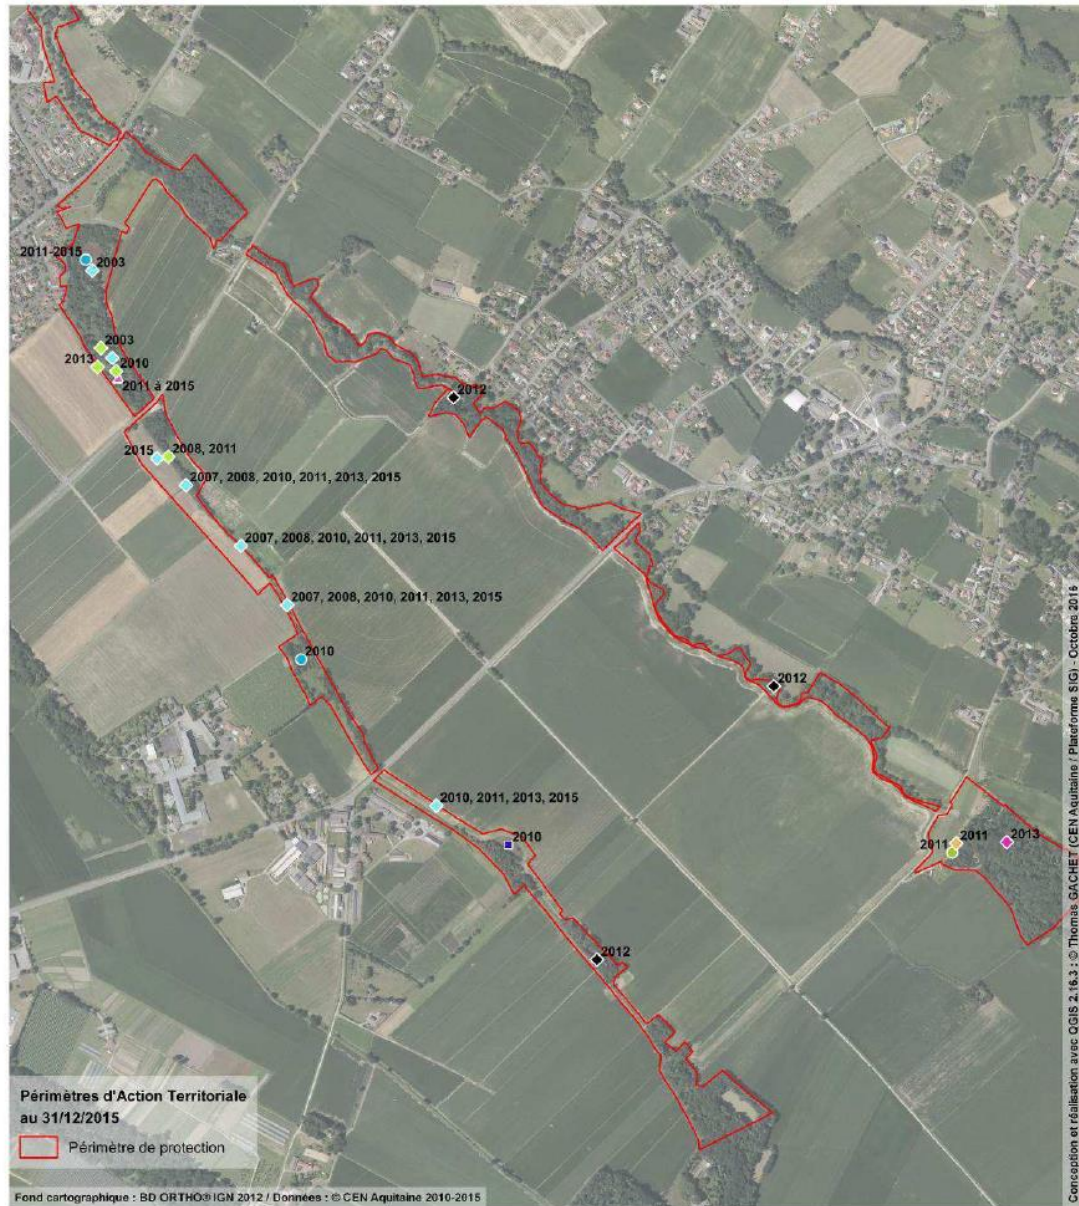 2011-2015
2003
2003
2013
2010
2011 à 2015
2012
2015
2008, 2011
2007, 2008, 2010, 2011, 2013, 2015
2007, 2008, 2010, 2011, 2013, 2015
2007, 2008, 2010, 2011, 2013, 2015
2010
2012
2010, 2011, 2013, 2015
2010
2011
2011
2013
2012
Périmètres d'Action Territoriale
au 31/12/2015
Périmètre de protection
Fond cartographique : BD ORTHO® IGN 2012 / Données : © CEN Aquitaine 2010-2015
Conception et réalisation avec QGIS 2.16.3 : © Thomas GACHET (CEN Aquitaine / Plateforme SIG) - Octobre 2016